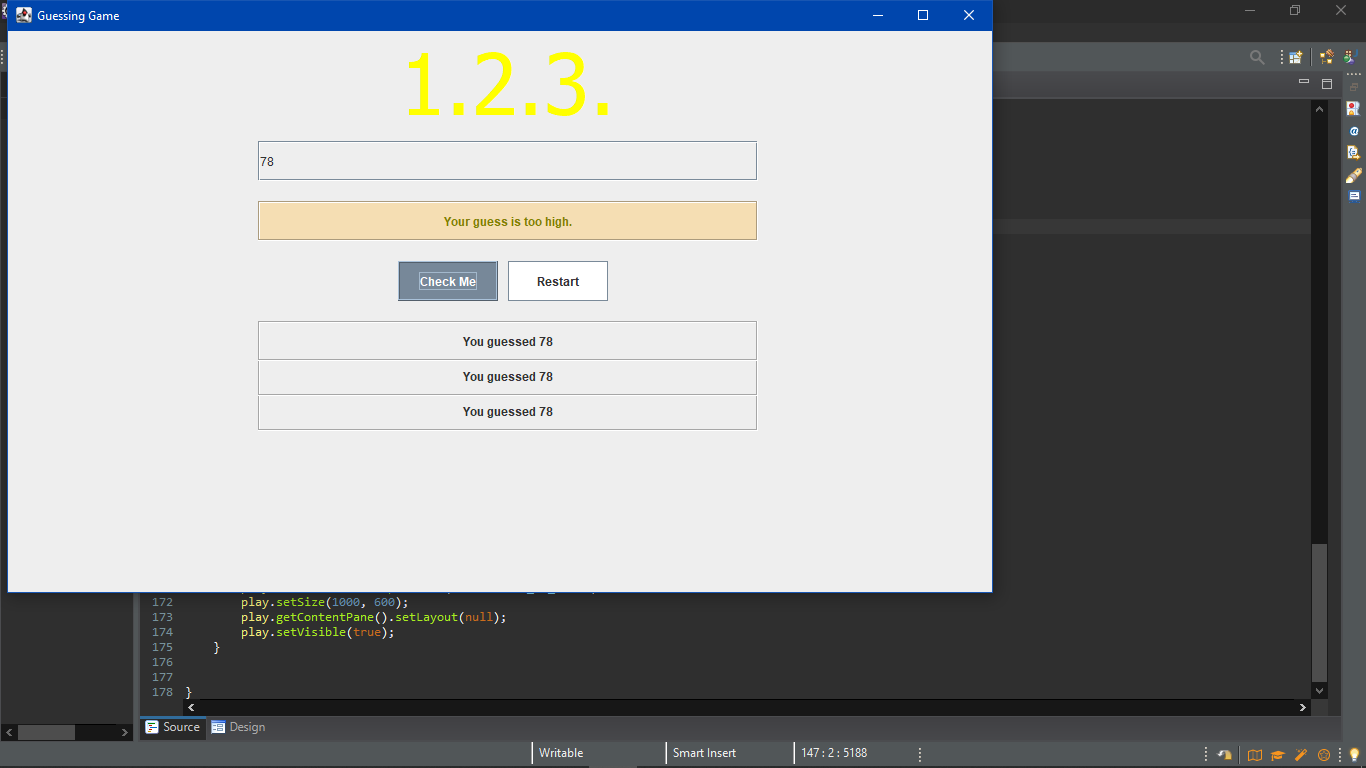 Guessing Game
1.2.3.
78
Your guess is too high.
Check Me
Restart
You guessed 78
You guessed 78
You guessed 78
172 play.setSize(1000, 600);
173 play.getContentPane().setLayout(null);
174 play.setVisible(true);
175 }
176
177
178 }
Source
Design
Writable
Smart Insert
147 : 2 : 5188